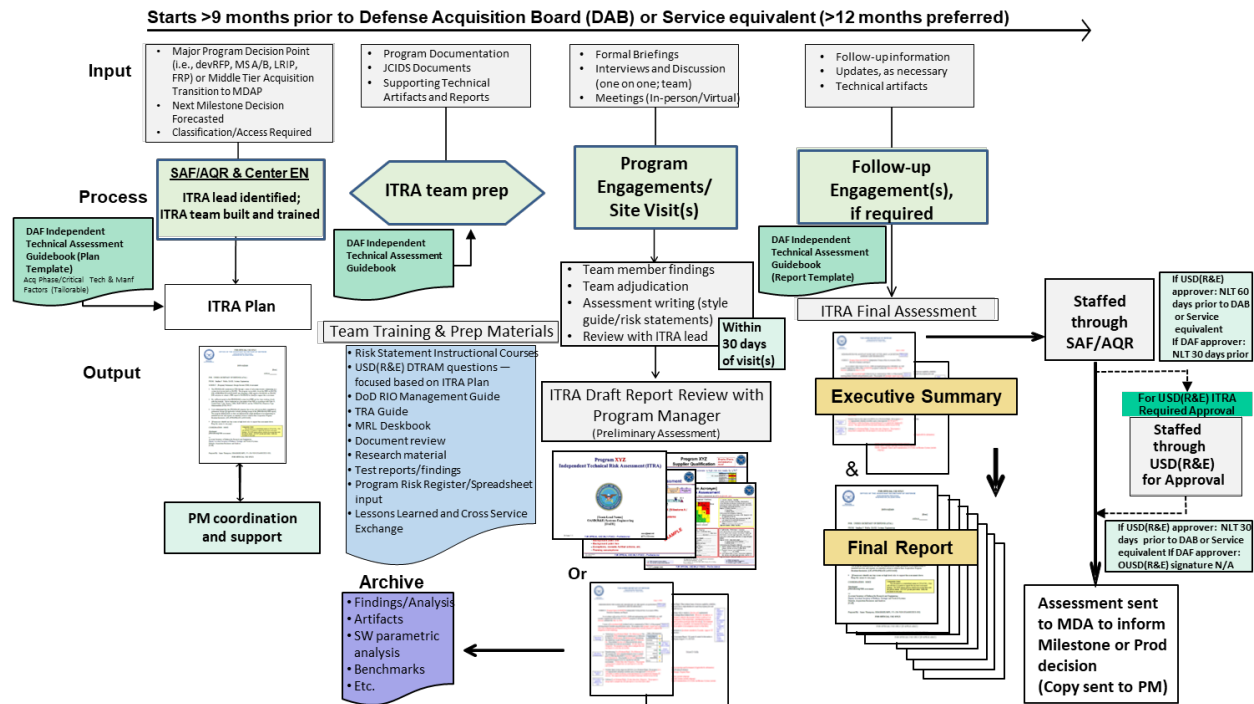 Starts >9 months prior to Defense Acquisition Board (DAB) or Service equivalent (>12 months preferred)
Input
• Major Program Decision Point
(i.e., devRFP, MS A/B, LRIP,
FRP) or Middle Tier Acquisition
Transition to MDAP
• Next Milestone Decision
Forecasted
• Classification/Access Required
• Program Documentation
• JCIDS Documents
• Supporting Technical
Artifacts and Reports
• Formal Briefings
• Interviews and Discussion
(one on one; team)
• Meetings (In-person/Virtual)
• Follow-up information
• Updates, as necessary
• Technical artifacts
Process
SAF/AQR & Center EN
ITRA lead identified;
ITRA team built and trained
ITRA team prep
Program
Engagements/
Site Visit(s)
Follow-up
Engagement(s),
if required
DAF Independent
Technical Assessment
Guidebook (Plan
Template)
Acq Phase/Critical Tech & Manf
Factors (Tailorable)
DAF Independent
Technical Assessment
Guidebook
DAF Independent
Technical Assessment
Guidebook
(Report Template)
ITRA Plan
• Team member findings
• Team adjudication
• Assessment writing (style
guide/risk statements)
• Review with ITRA lead
Within
30 days
of visit(s)
ITRA Final Assessment
Staffed
through
SAF/AQR
If USD(R&E)
approver: NLT 60
days prior to DAB
or Service
equivalent
If DAF approver:
NLT 30 days prior
Output
Team Training & Prep Materials
• Risk Statement Instructional Courses
• USD(R&E) DTRAM questions —
focused based on ITRA Plan
• DoD RIO Management Guide
• TRA Guide
• MRL Deskbook
• Document review
• Research material
• Test reports/findings
• Program Risk Register/Spreadsheet
input
• Lessons Learned and Cross Service
Exchange
ITRA Draft Report Review with
Program Manager
(Preliminary Assessment)
Executive Summary
&
Final Report
For USD(R&E) ITRA
Required Approval
Staffed
through
USD(R&E)
for Approval
PM coordination
and support
Program XYZ
Independent Technical Risk Assessment (ITRA)
Program XYZ
Supplier Qualification
If USD(R&E) approver: NLT 30
days prior to DAB or Service
equivalent If DAF approver:
OUSD(R&E) signature N/A
Or
Archive
• Findings/Analysis
• Artifacts
• SW parametric
analysis
• Benchmarks
• Etc.
Assessment sent
to MDA to inform
Milestone or Prod
decision
(Copy sent to PM)